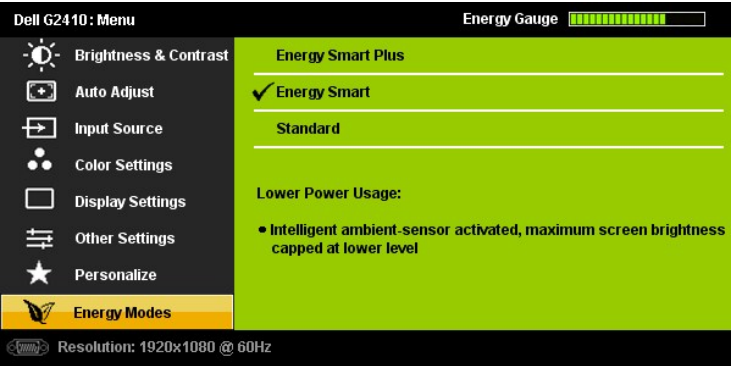 Dell G2410 : Menu
Energy Gauge
Brightness & Contrast
Energy Smart Plus
Auto Adjust
Energy Smart
Input Source
Standard
Color Settings
Display Settings
Lower Power Usage:
Other Settings
• Intelligent ambient-sensor activated, maximum screen brightness
capped at lower level
Personalize
Energy Modes
Resolution: 1920x1080 @ 60Hz